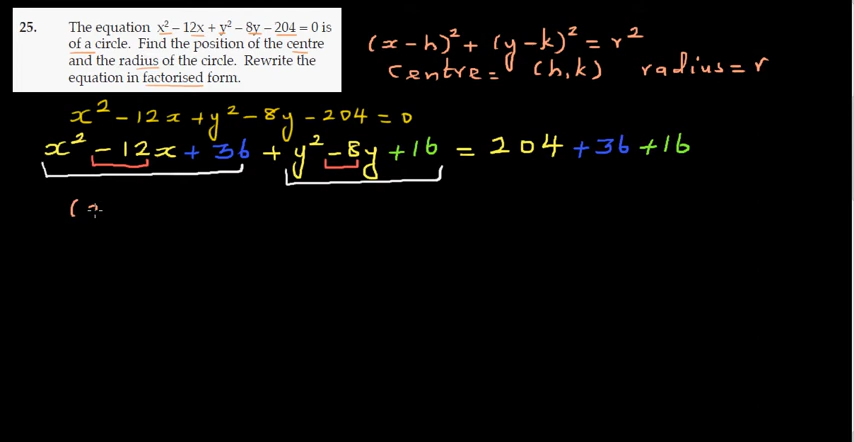 25. The equation x² − 12x + y² − 8y − 204 = 0 is
of a circle. Find the position of the centre
and the radius of the circle. Rewrite the
equation in factorised form.
(x - h)² + (y - k)² = r²
centre = (h, k) radius = r
x² - 12x + y² - 8y - 204 = 0
x² - 12x + 36 + y² - 8y + 16 = 204 + 36 + 16
(